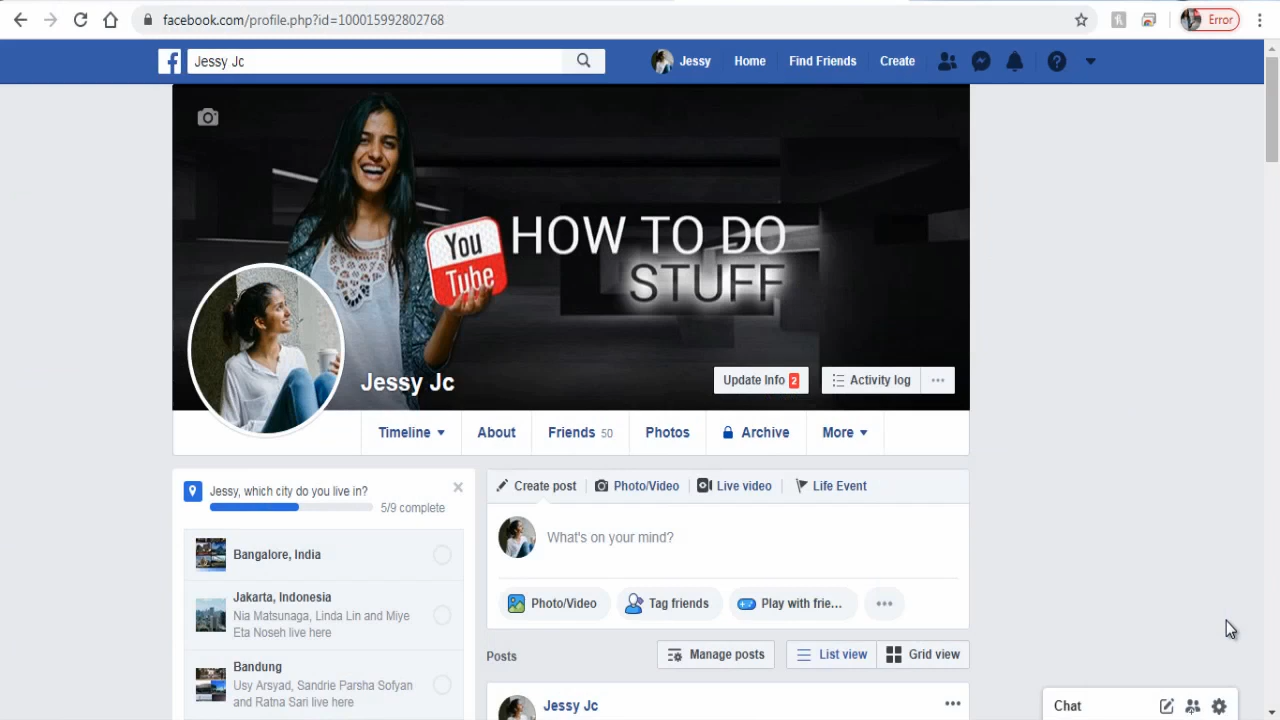 facebook.com/profile.php?id=100015992802768
Error
Jessy Jc
Jessy
Home
Find Friends
Create
You
Tube
HOW TO DO
STUFF
Jessy Jc
Update Info 2
Activity log
Timeline
About
Friends 50
Photos
Archive
More
Jessy, which city do you live in?
5/9 complete
Bangalore, India
Jakarta, Indonesia
Nia Matsunaga, Linda Lin and Miye
Eta Noseh live here
Bandung
Usy Arsyad, Sandrie Parsha Sofyan
and Ratna Sari live here
Create post
Photo/Video
Live video
Life Event
What's on your mind?
Photo/Video
Tag friends
Play with frie...
Posts
Manage posts
List view
Grid view
Jessy Jc
Chat